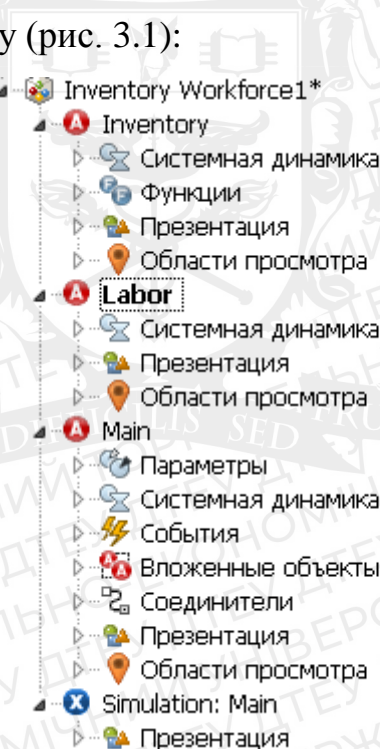 у (рис. 3.1):
Inventory Workforce1*
Inventory
Системная динамика
Функции
Презентация
Области просмотра
Labor
Системная динамика
Презентация
Области просмотра
Main
Параметры
Системная динамика
События
Вложенные объекты
Соединители
Презентация
Области просмотра
Simulation: Main
Презентация